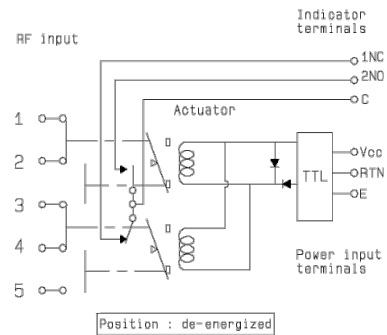 Indicator
terminals
RF input
1NC
2NO
C
Actuator
1
2
3
4
5
TTL
Vcc
RTN
E
Power input
terminals
Position : de-energized